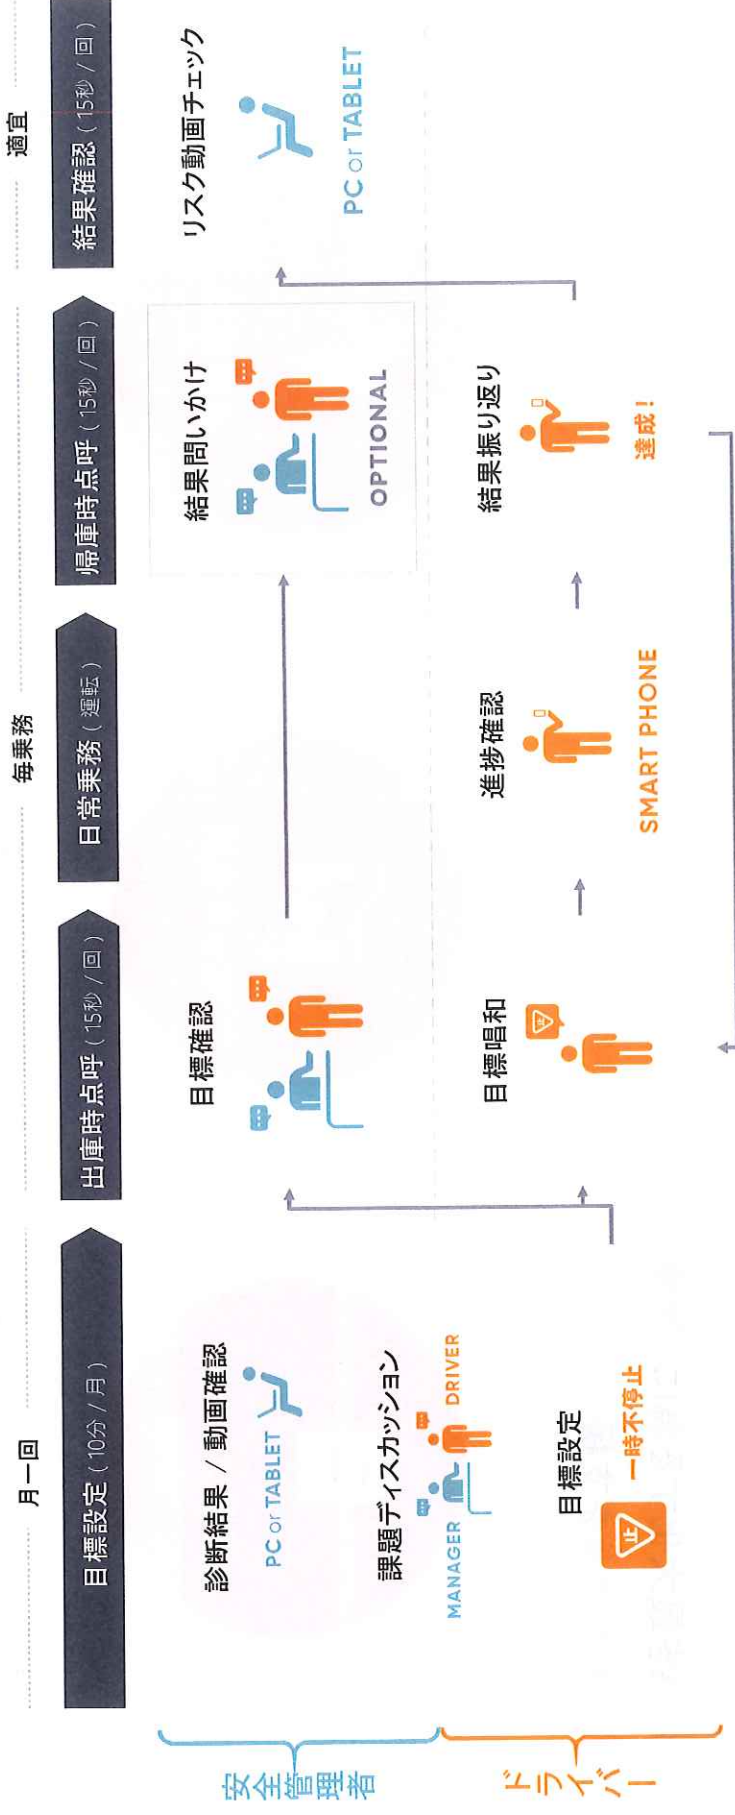 月一回
毎乗務
適宜
目標設定 ( 10分 / 月 )
出庫時点呼 ( 15秒 / 回 )
日常乗務 ( 運転 )
帰庫時点呼 ( 15秒 / 回 )
結果確認 ( 15秒 / 回 )
安全管理者
診断結果 / 動画確認
PC or TABLET
課題ディスカッション
MANAGER
DRIVER
目標確認
結果問いかけ
OPTIONAL
リスク動画チェック
PC or TABLET
ドライバー
目標設定
止
一時不停止
目標唱和
止
進捗確認
SMART PHONE
結果振り返り
達成!